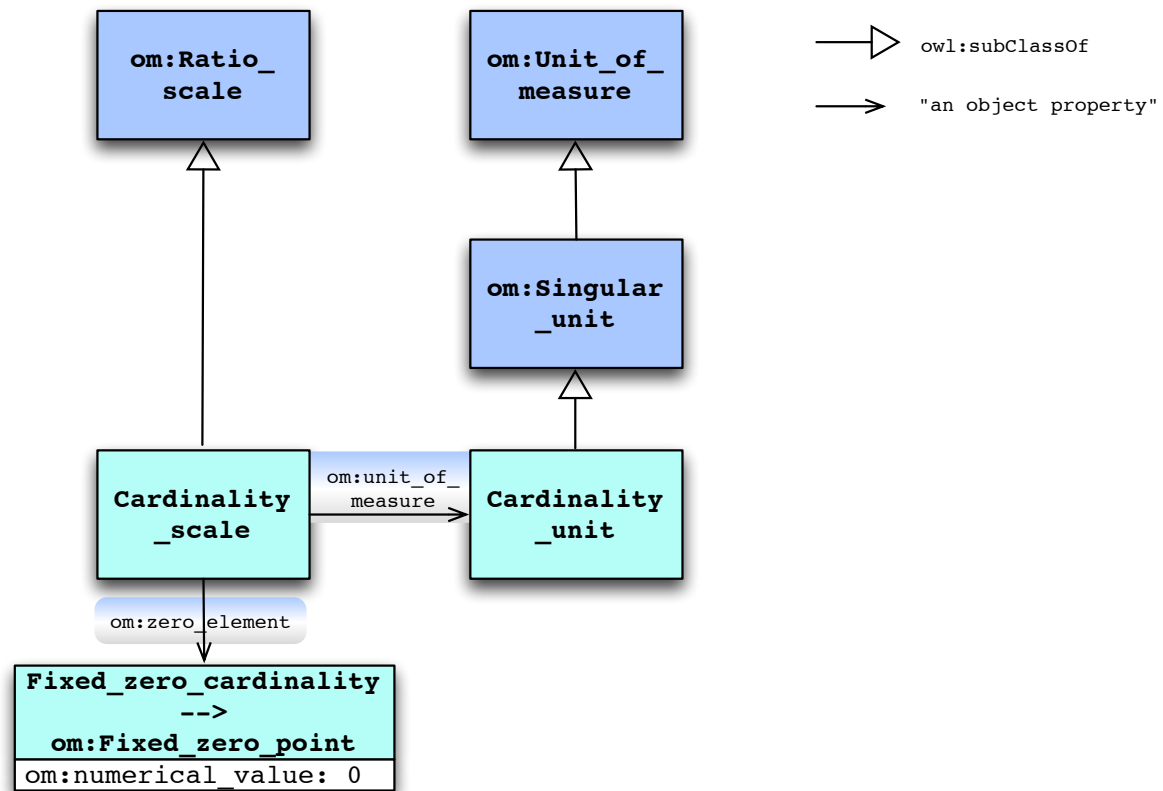 om:Ratio_
scale
om:Unit_of_
measure
owl:subClassOf
"an object property"
om:Singular
_unit
Cardinality
_scale
om:unit_of_
measure
Cardinality
_unit
om:zero_element
Fixed_zero_cardinality
-->
om:Fixed_zero_point
om:numerical_value: 0